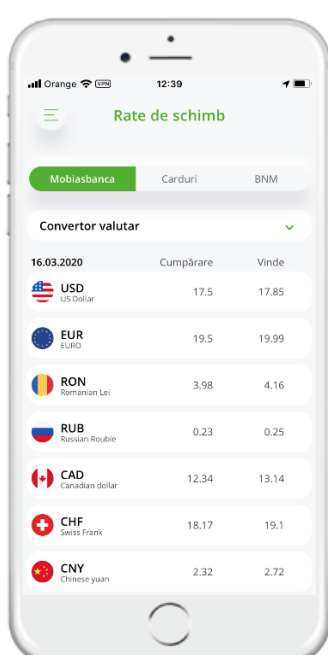 Orange VPN 12:39
Rate de schimb
Mobiasbanca Carduri BNM
Convertor valutar
16.03.2020 Cumpărare Vinde
USD 17.5 17.85
US Dollar
EUR 19.5 19.99
EURO
RON 3.98 4.16
Romanian Lei
RUB 0.23 0.25
Russian Rouble
CAD 12.34 13.14
Canadian dollar
CHF 18.17 19.1
Swiss Frank
CNY 2.32 2.72
Chinese yuan